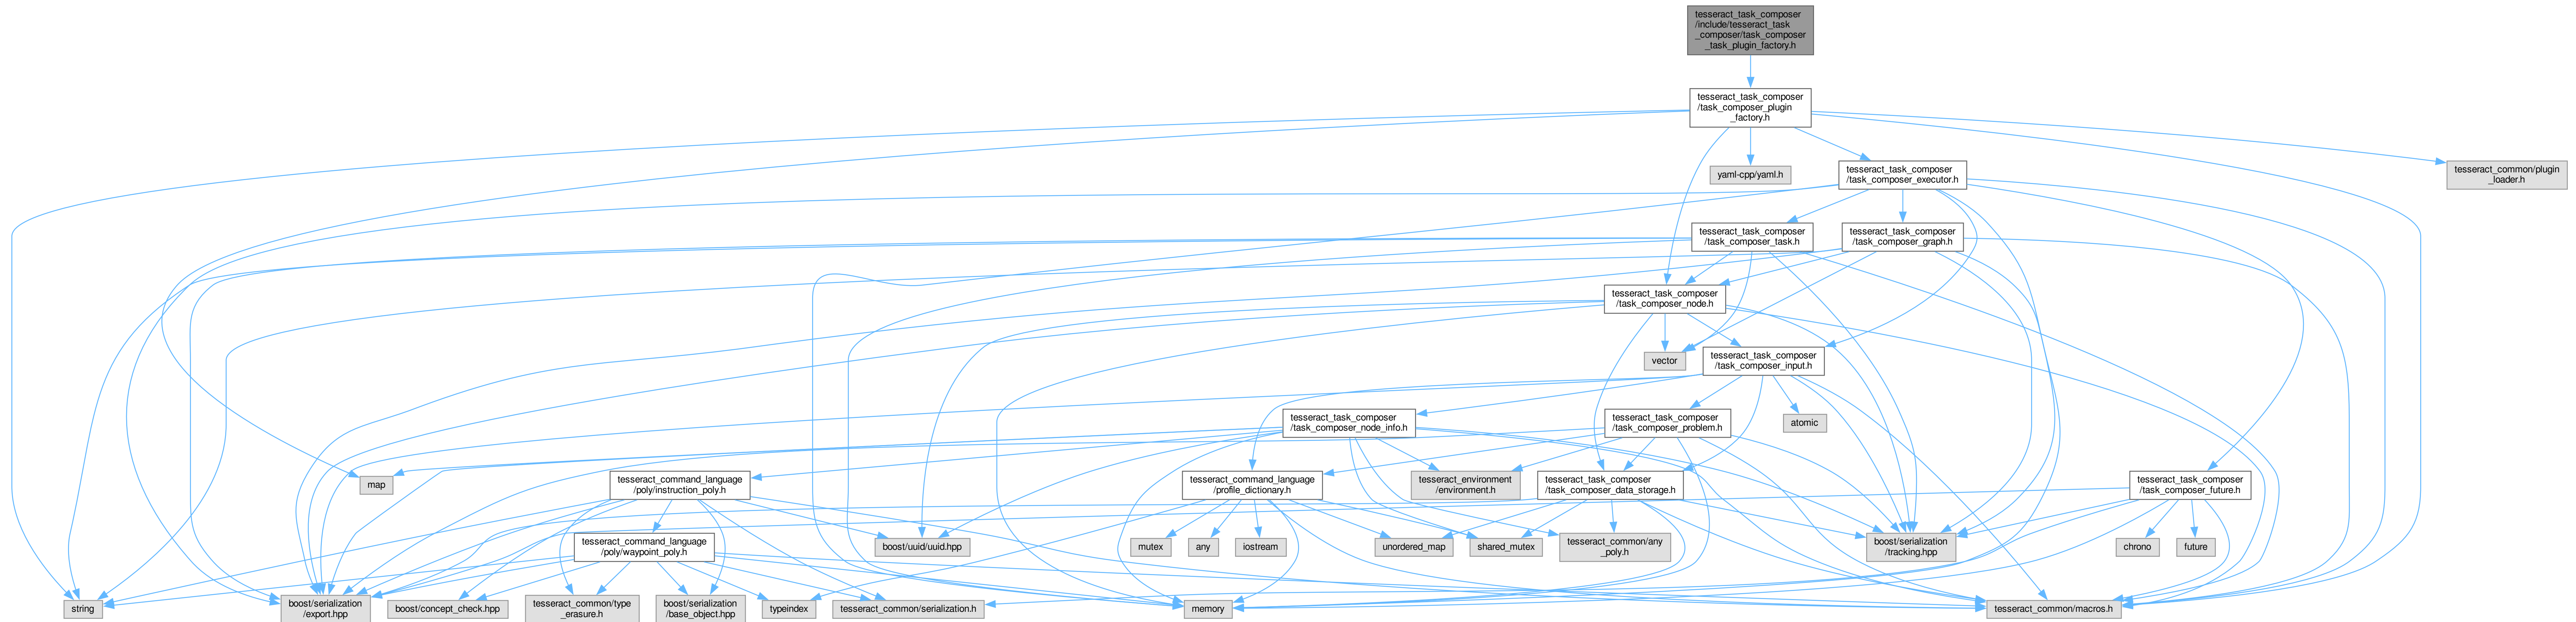 tesseract_task_composer
/include/tesseract_task
_composer/task_composer
_task_plugin_factory.h
tesseract_task_composer
/task_composer_plugin
_factory.h
yaml-cpp/yaml.h
tesseract_task_composer
/task_composer_executor.h
tesseract_common/plugin
_loader.h
tesseract_task_composer
/task_composer_task.h
tesseract_task_composer
/task_composer_graph.h
tesseract_task_composer
/task_composer_node.h
vector
tesseract_task_composer
/task_composer_input.h
tesseract_task_composer
/task_composer_node_info.h
tesseract_task_composer
/task_composer_problem.h
atomic
map
tesseract_command_language
/poly/instruction_poly.h
tesseract_command_language
/profile_dictionary.h
tesseract_environment
/environment.h
tesseract_task_composer
/task_composer_data_storage.h
tesseract_task_composer
/task_composer_future.h
tesseract_command_language
/poly/waypoint_poly.h
boost/uuid/uuid.hpp
mutex
any
iostream
unordered_map
shared_mutex
tesseract_common/any
_poly.h
boost/serialization
/tracking.hpp
chrono
future
string
boost/serialization
/export.hpp
boost/concept_check.hpp
tesseract_common/type
_erasure.h
boost/serialization
/base_object.hpp
typeindex
tesseract_common/serialization.h
memory
tesseract_common/macros.h